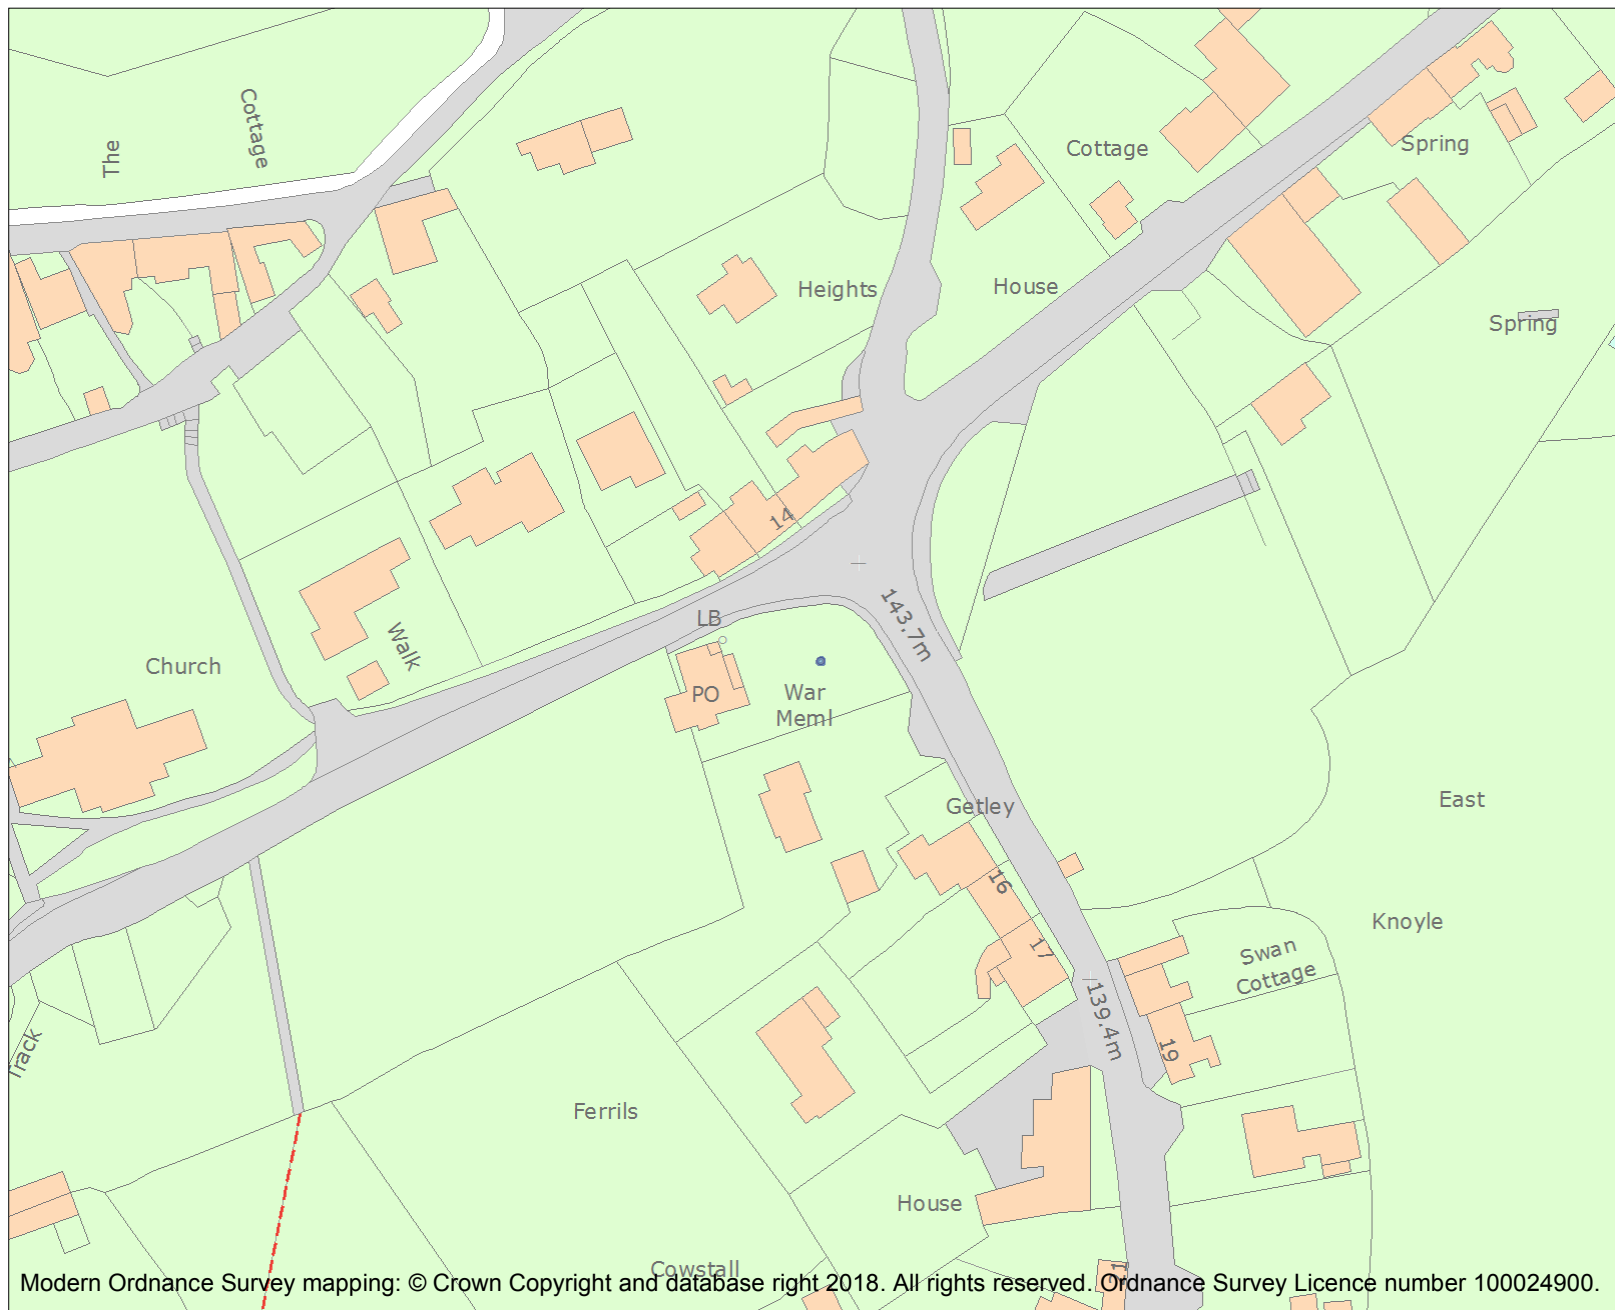 The
Cottage
Cottage
Spring
Heights
House
Spring
14
143.7m
LB
Walk
Church
PO
War
Meml
Getley
East
16
Knoyle
17
Swan
Cottage
139.4m
19
Track
Ferrils
House
Cowstall
21
Modern Ordnance Survey mapping: © Crown Copyright and database right 2018. All rights reserved. Ordnance Survey Licence number 100024900.